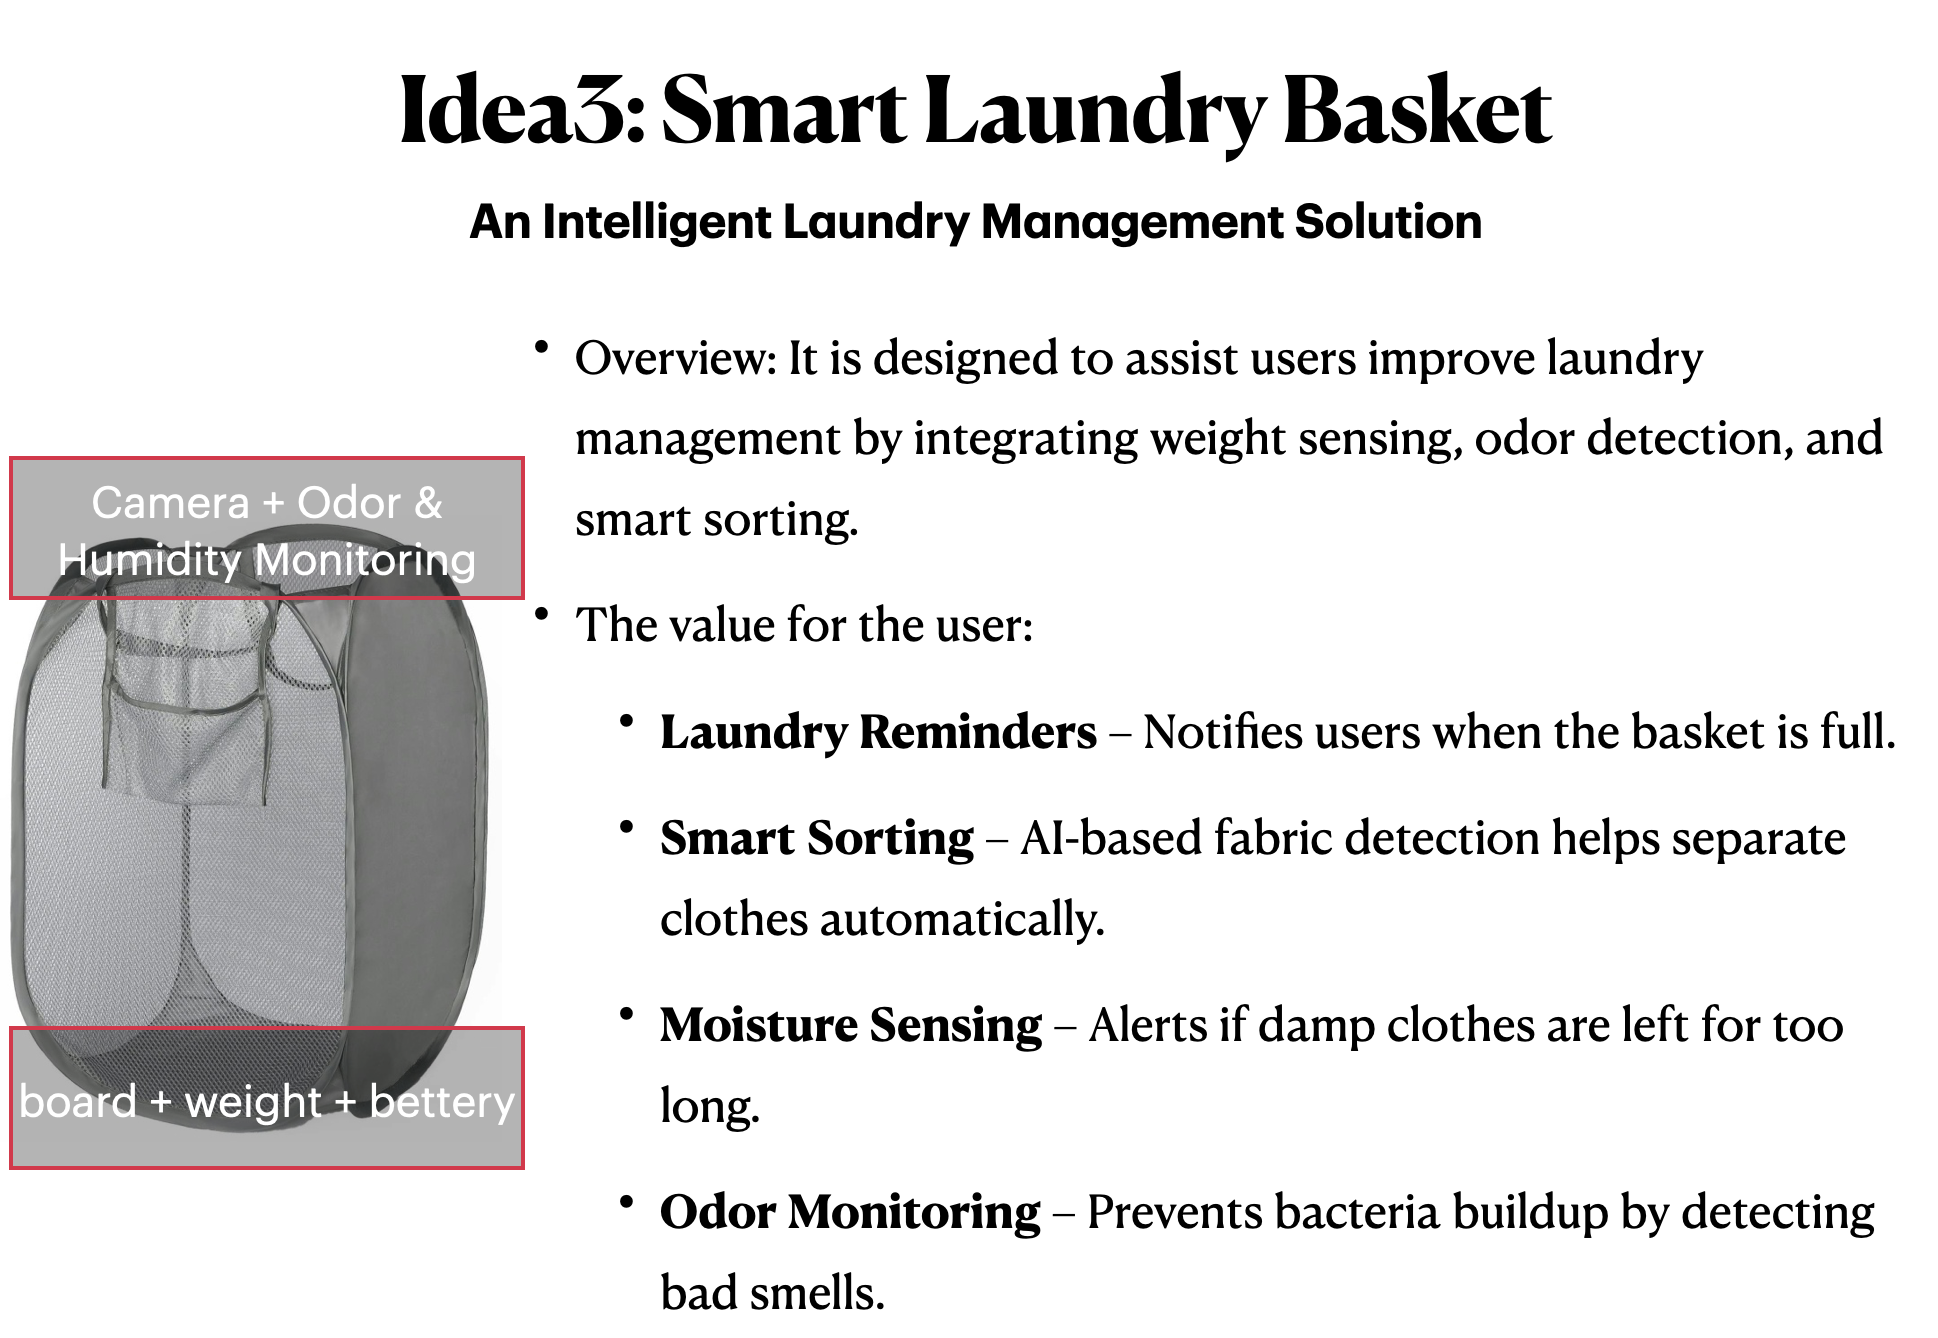 Idea3: Smart Laundry Basket
An Intelligent Laundry Management Solution
• Overview: It is designed to assist users improve laundry
management by integrating weight sensing, odor detection, and
smart sorting.
• The value for the user:
• Laundry Reminders – Notifies users when the basket is full.
• Smart Sorting – AI-based fabric detection helps separate
clothes automatically.
• Moisture Sensing – Alerts if damp clothes are left for too
long.
• Odor Monitoring – Prevents bacteria buildup by detecting
bad smells.
Camera + Odor &
Humidity Monitoring
board + weight + bettery